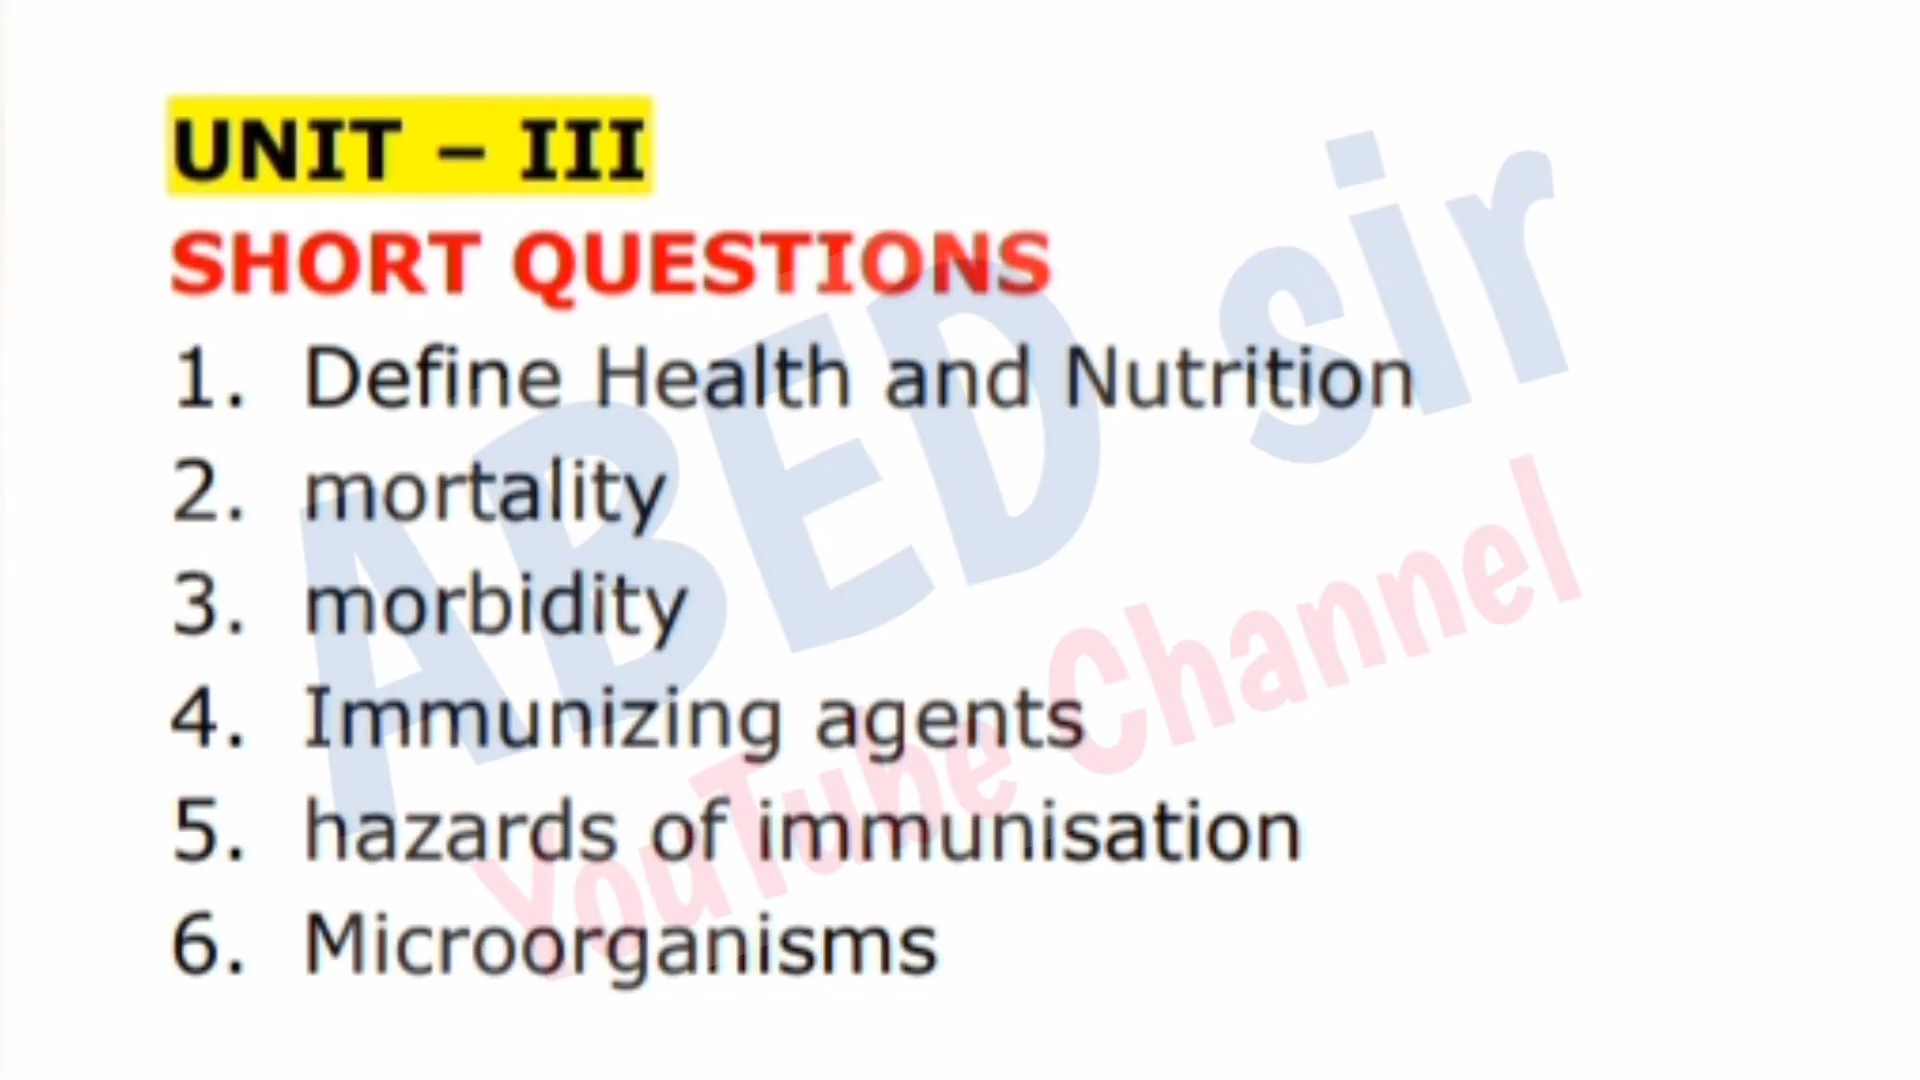 UNIT – III
SHORT QUESTIONS
1. Define Health and Nutrition
2. mortality
3. morbidity
4. Immunizing agents
5. hazards of immunisation
6. Microorganisms
ABED sir
YouTube Channel